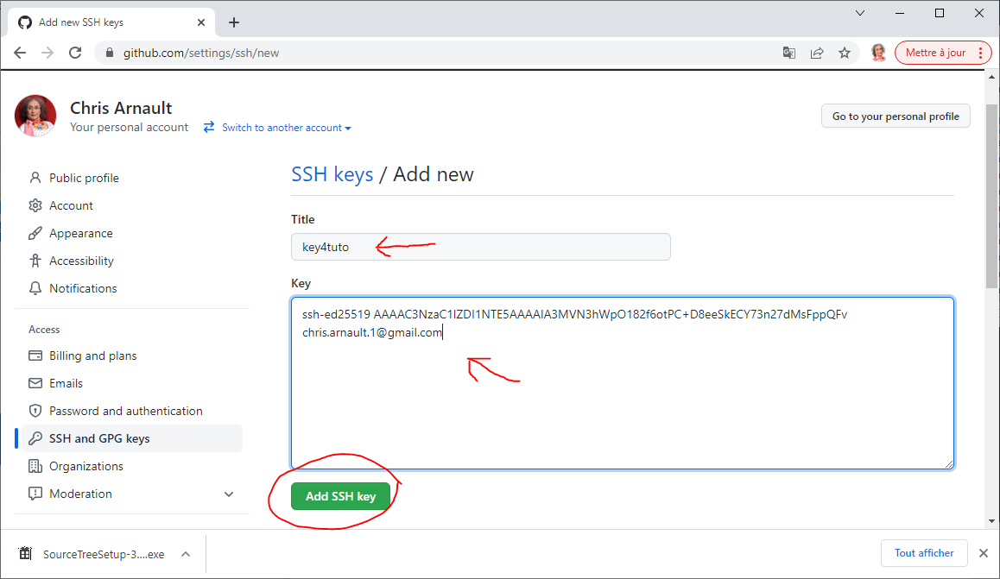 Add new SSH keys
github.com/settings/ssh/new
Mettre à jour
Chris Arnault
Your personal account
Switch to another account
Go to your personal profile
Public profile
Account
Appearance
Accessibility
Notifications
Access
Billing and plans
Emails
Password and authentication
SSH and GPG keys
Organizations
Moderation
SSH keys / Add new
Title
key4tuto
Key
ssh-ed25519 AAAAC3NzaC1lZDI1NTE5AAAAIA3MVN3hWpO182f6otPC+D8eeSkECY73n27dMsFppQFv
chris.arnault.1@gmail.com
Add SSH key
SourceTreeSetup-3....exe
Tout afficher